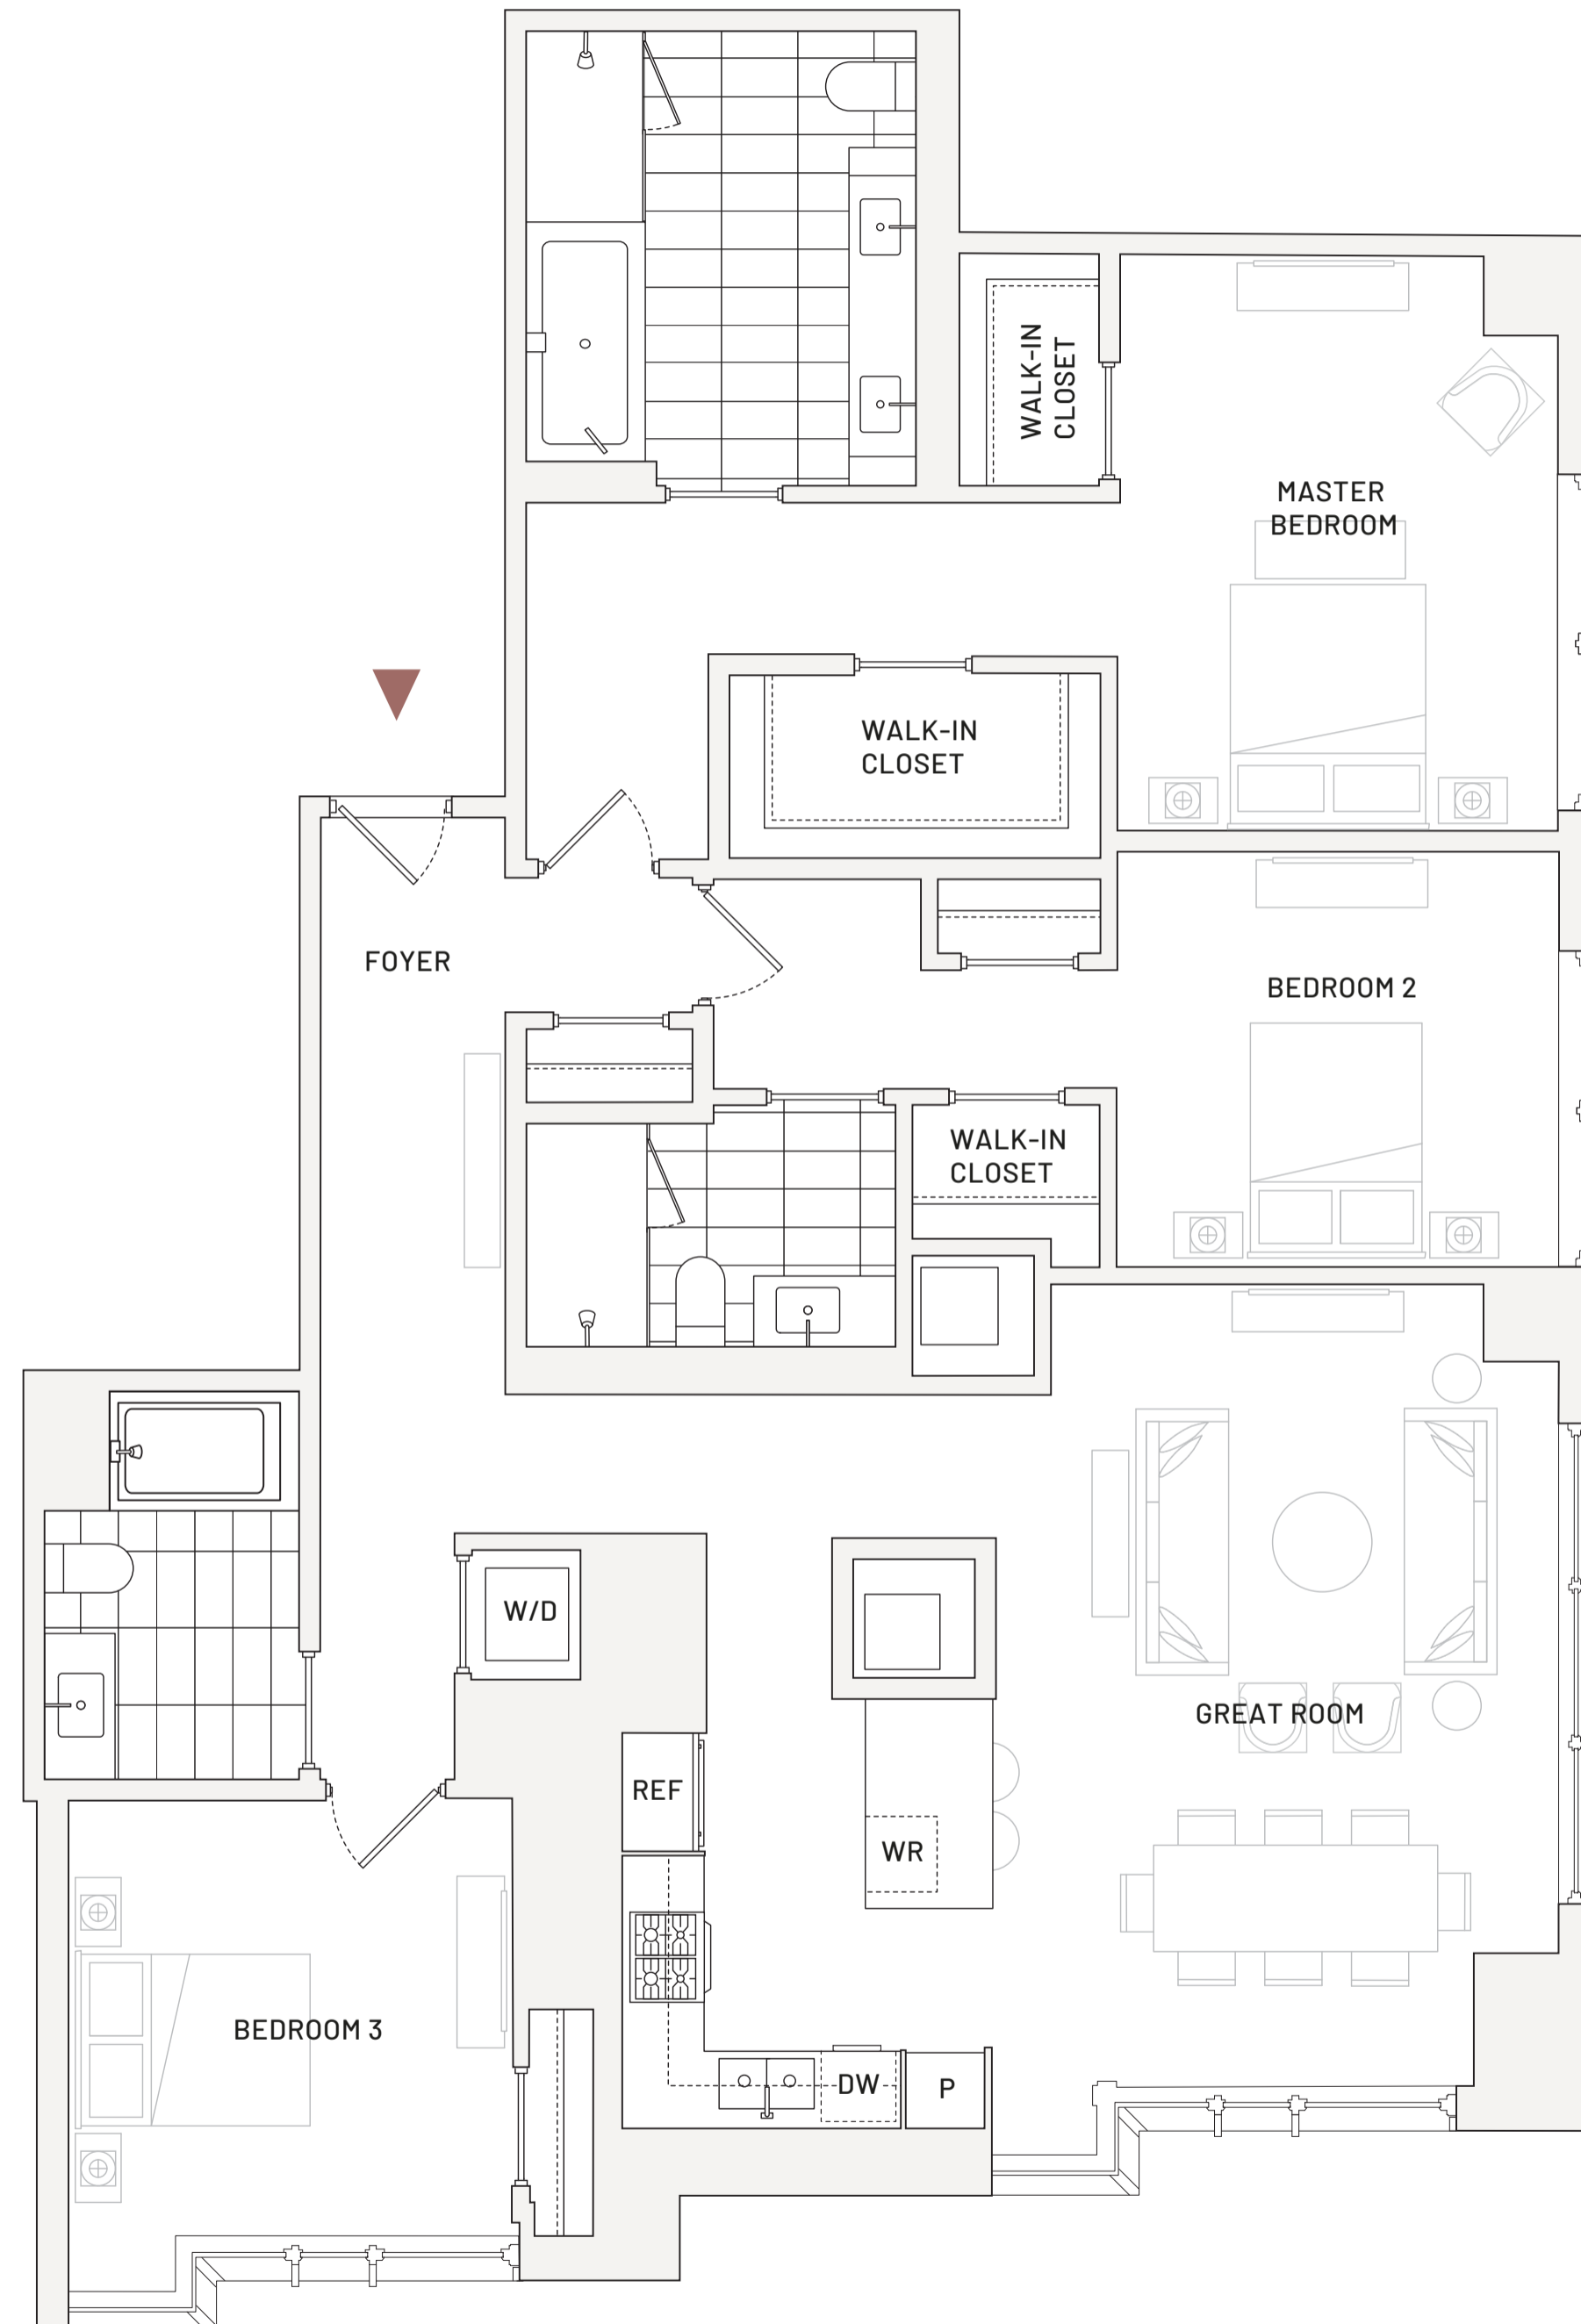 WALK-IN
CLOSET
MASTER
BEDROOM
WALK-IN
CLOSET
FOYER
BEDROOM 2
WALK-IN
CLOSET
W/D
GREAT ROOM
REF
WR
BEDROOM 3
DW
P